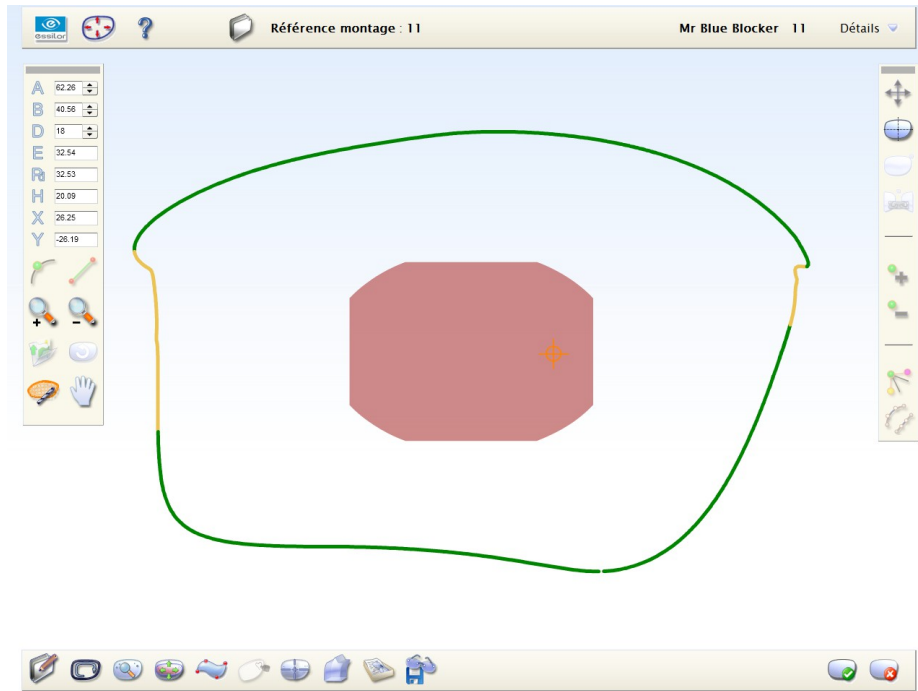 essilor
Référence montage : 11
Mr Blue Blocker 11
Détails
A 62.26
B 40.56
D 18
E 32.54
Rd 32.53
H 20.09
X 26.25
Y -26.19